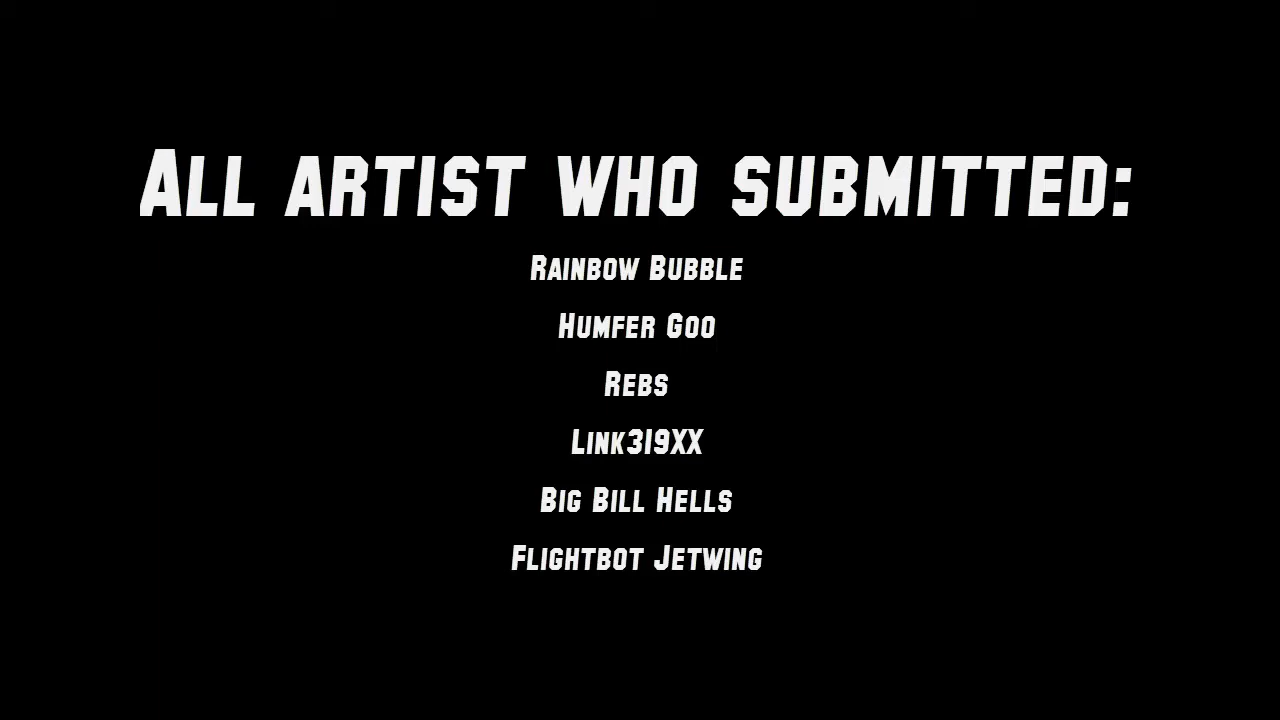 All artist who submitted:
Rainbow Bubble
Humfer Goo
Rebs
Link319XX
Big Bill Hells
Flightbot Jetwing